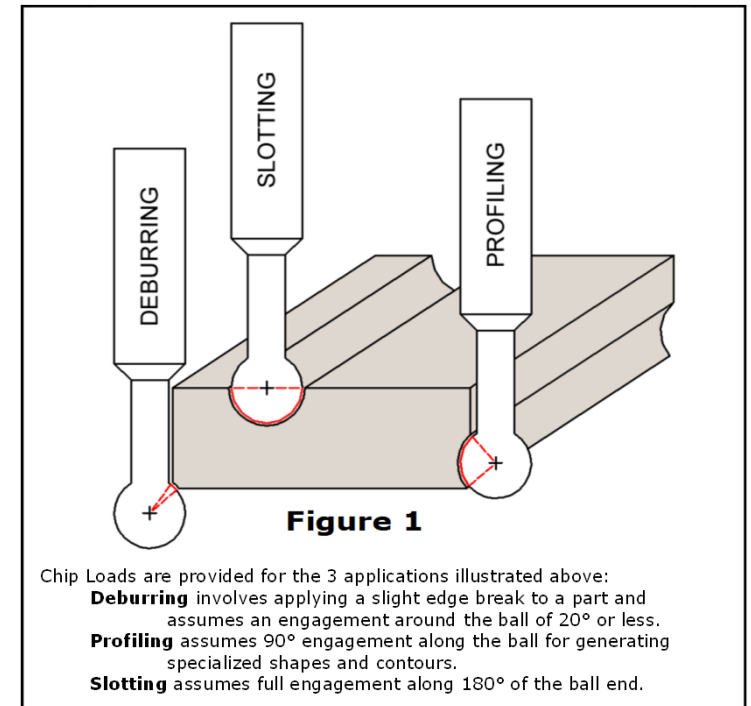 SLOTTING
PROFILING
DEBURRING
Figure 1
Chip Loads are provided for the 3 applications illustrated above:
Deburring involves applying a slight edge break to a part and
assumes an engagement around the ball of 20° or less.
Profiling assumes 90° engagement along the ball for generating
specialized shapes and contours.
Slotting assumes full engagement along 180° of the ball end.